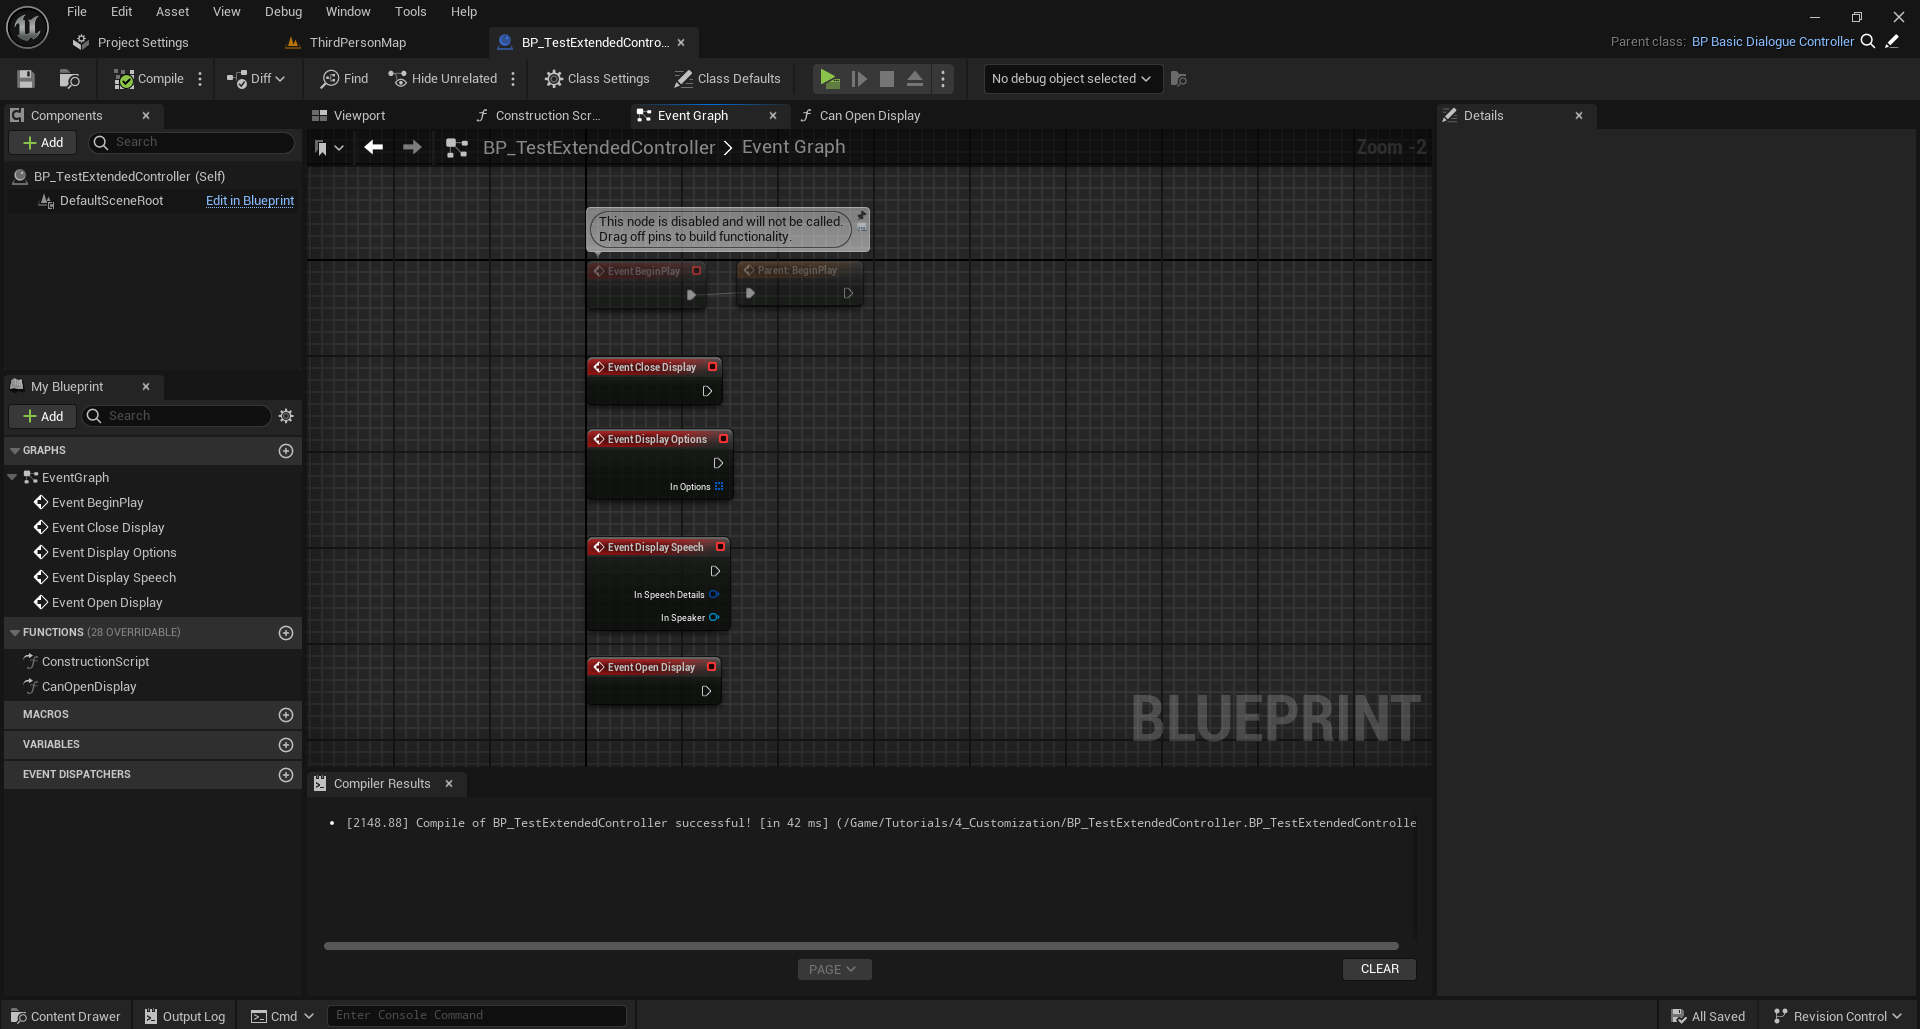 File Edit Asset View Debug Window Tools Help
Project Settings ThirdPersonMap BP_TestExtendedContro... Parent class: BP Basic Dialogue Controller
Compile Diff Find Hide Unrelated Class Settings Class Defaults No debug object selected
Components Viewport Construction Scr... Event Graph Can Open Display Details
Add Search
BP_TestExtendedController > Event Graph Zoom -2
BP_TestExtendedController (Self)
DefaultSceneRoot Edit in Blueprint
This node is disabled and will not be called.
Drag off pins to build functionality.
Event BeginPlay Parent: BeginPlay
Event Close Display
Event Display Options
In Options
Event Display Speech
In Speech Details
In Speaker
Event Open Display
BLUEPRINT
My Blueprint
Add Search
GRAPHS
EventGraph
Event BeginPlay
Event Close Display
Event Display Options
Event Display Speech
Event Open Display
FUNCTIONS (28 OVERRIDABLE)
ConstructionScript
CanOpenDisplay
MACROS
VARIABLES
EVENT DISPATCHERS
Compiler Results
• [2148.88] Compile of BP_TestExtendedController successful! [in 42 ms] (/Game/Tutorials/4_Customization/BP_TestExtendedController.BP_TestExtendedControlle
PAGE CLEAR
Content Drawer Output Log Cmd Enter Console Command All Saved Revision Control